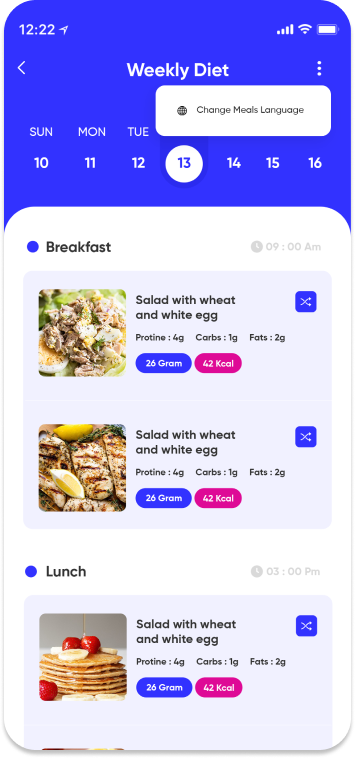 12:22
Weekly Diet
Change Meals Language
SUN MON TUE
10 11 12 13 14 15 16
Breakfast 09 : 00 Am
Salad with wheat
and white egg
Protine : 4g Carbs : 1g Fats : 2g
26 Gram 42 Kcal
Salad with wheat
and white egg
Protine : 4g Carbs : 1g Fats : 2g
26 Gram 42 Kcal
Lunch 03 : 00 Pm
Salad with wheat
and white egg
Protine : 4g Carbs : 1g Fats : 2g
26 Gram 42 Kcal